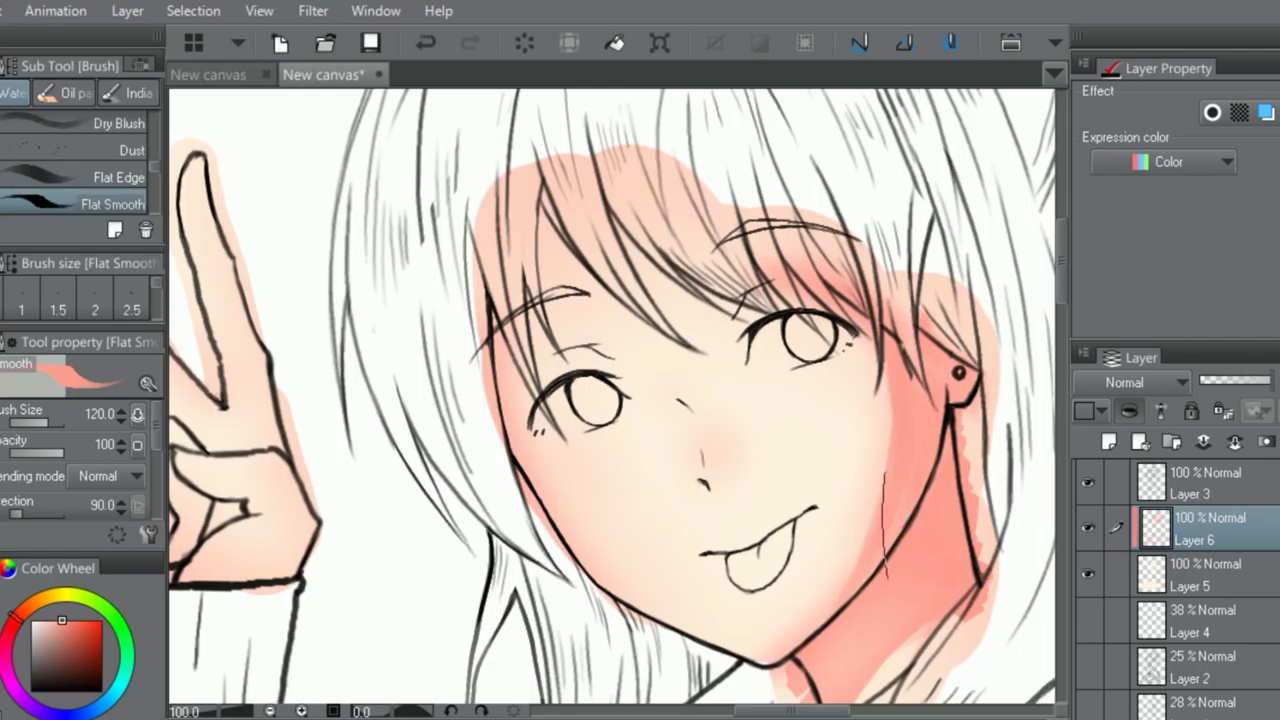 Animation Layer Selection View Filter Window Help
Sub Tool [Brush]
New canvas
New canvas*
Layer Property
Oil pa
India
Effect
Dry Blush
Dust
Flat Edge
Flat Smooth
Expression color
Color
Brush size [Flat Smooth
1 1.5 2 2.5
Tool property [Flat Smo
mooth
ush Size 120.0
pacity 100
ending mode Normal
rection 90.0
Color Wheel
Layer
Normal
100 % Normal
Layer 3
100 % Normal
Layer 6
100 % Normal
Layer 5
38 % Normal
Layer 4
25 % Normal
Layer 2
28 % Normal
100.0
0.0